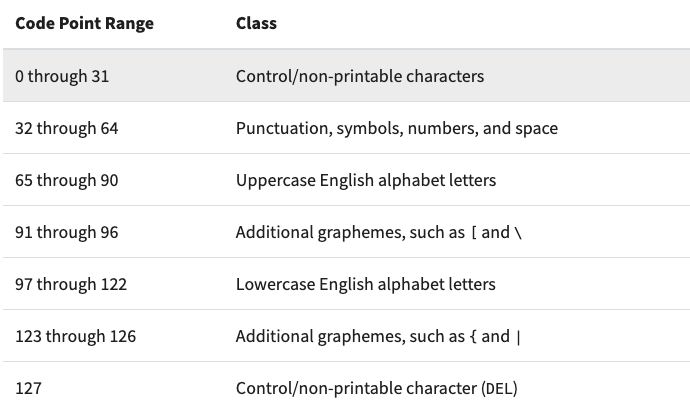 Code Point Range Class
0 through 31 Control/non-printable characters
32 through 64 Punctuation, symbols, numbers, and space
65 through 90 Uppercase English alphabet letters
91 through 96 Additional graphemes, such as [ and \
97 through 122 Lowercase English alphabet letters
123 through 126 Additional graphemes, such as { and |
127 Control/non-printable character (DEL)